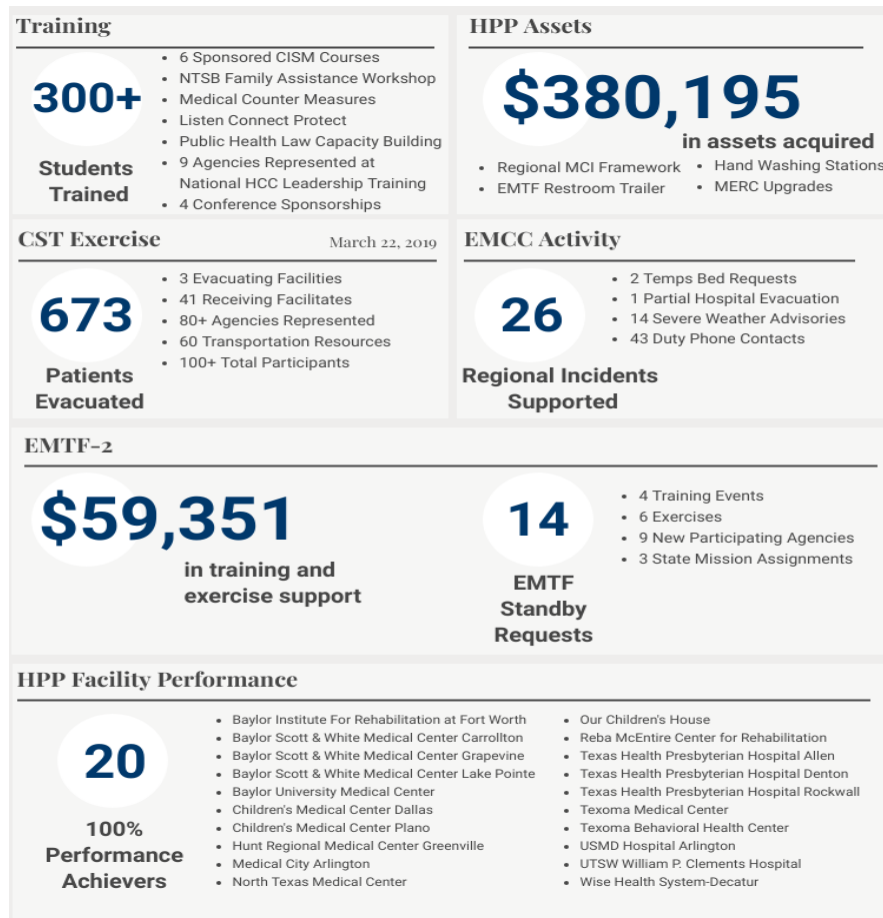 Training
300+
Students
Trained
• 6 Sponsored CISM Courses
• NTSB Family Assistance Workshop
• Medical Counter Measures
• Listen Connect Protect
• Public Health Law Capacity Building
• 9 Agencies Represented at
National HCC Leadership Training
• 4 Conference Sponsorships
HPP Assets
$380,195
in assets acquired
• Regional MCI Framework
• EMTF Restroom Trailer
• Hand Washing Stations
• MERC Upgrades
CST Exercise
March 22, 2019
673
Patients
Evacuated
• 3 Evacuating Facilities
• 41 Receiving Facilitates
• 80+ Agencies Represented
• 60 Transportation Resources
• 100+ Total Participants
EMCC Activity
26
Regional Incidents
Supported
• 2 Temps Bed Requests
• 1 Partial Hospital Evacuation
• 14 Severe Weather Advisories
• 43 Duty Phone Contacts
EMTF-2
$59,351
in training and
exercise support
14
EMTF
Standby
Requests
• 4 Training Events
• 6 Exercises
• 9 New Participating Agencies
• 3 State Mission Assignments
HPP Facility Performance
20
100%
Performance
Achievers
• Baylor Institute For Rehabilitation at Fort Worth
• Baylor Scott & White Medical Center Carrollton
• Baylor Scott & White Medical Center Grapevine
• Baylor Scott & White Medical Center Lake Pointe
• Baylor University Medical Center
• Children's Medical Center Dallas
• Children's Medical Center Plano
• Hunt Regional Medical Center Greenville
• Medical City Arlington
• North Texas Medical Center
• Our Children's House
• Reba McEntire Center for Rehabilitation
• Texas Health Presbyterian Hospital Allen
• Texas Health Presbyterian Hospital Denton
• Texas Health Presbyterian Hospital Rockwall
• Texoma Medical Center
• Texoma Behavioral Health Center
• USMD Hospital Arlington
• UTSW William P. Clements Hospital
• Wise Health System-Decatur